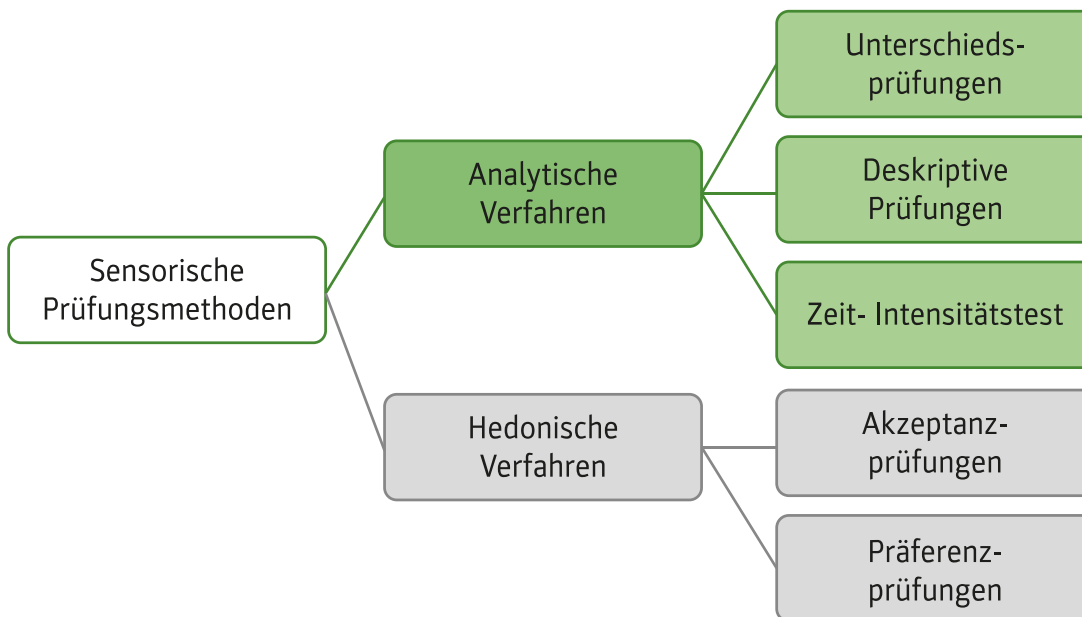 Sensorische
Prüfungsmethoden
Analytische
Verfahren
Unterschieds-
prüfungen
Deskriptive
Prüfungen
Zeit- Intensitätstest
Hedonische
Verfahren
Akzeptanz-
prüfungen
Präferenz-
prüfungen